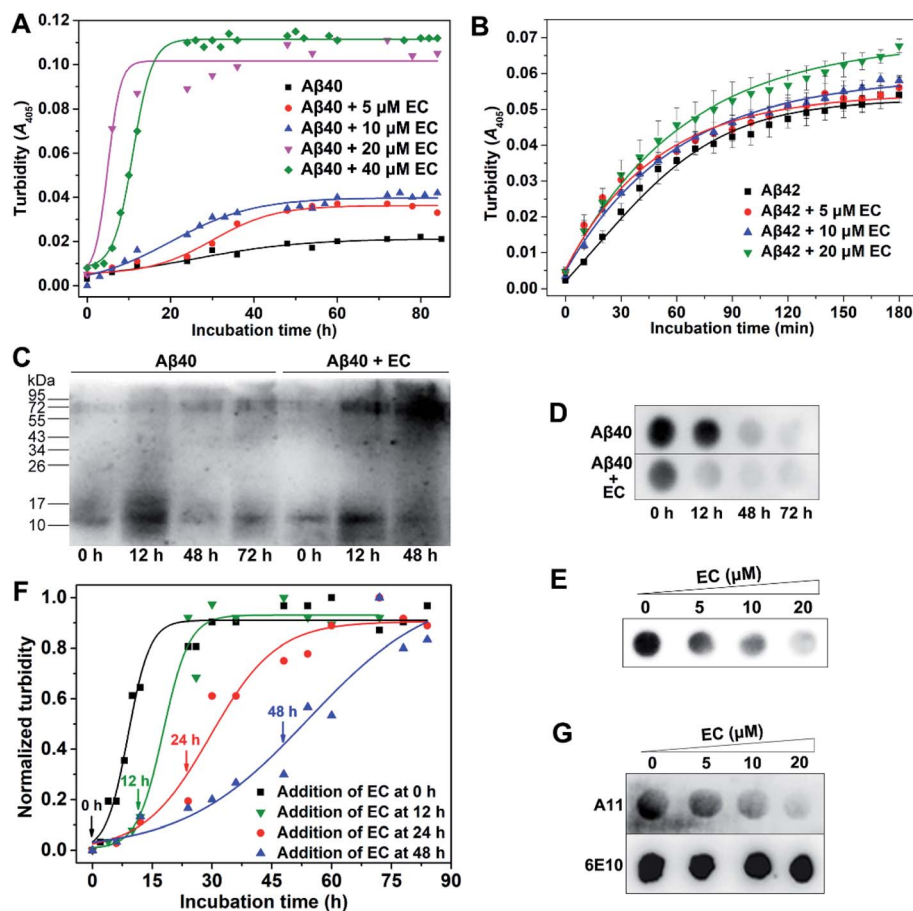 A
Turbidity (A405)
0.12
0.10
0.08
0.06
0.04
0.02
0.00
Aβ40
Aβ40 + 5 μM EC
Aβ40 + 10 μM EC
Aβ40 + 20 μM EC
Aβ40 + 40 μM EC
0 20 40 60 80
Incubation time (h)
B
Turbidity (A405)
0.07
0.06
0.05
0.04
0.03
0.02
0.01
0.00
Aβ42
Aβ42 + 5 μM EC
Aβ42 + 10 μM EC
Aβ42 + 20 μM EC
0 30 60 90 120 150 180
Incubation time (min)
C
Aβ40 Aβ40 + EC
kDa
95
72
55
43
34
26
17
10
0 h 12 h 48 h 72 h 0 h 12 h 48 h
D
Aβ40
Aβ40
+
EC
0 h 12 h 48 h 72 h
E
EC (μM)
0 5 10 20
F
Normalized turbidity
1.0
0.8
0.6
0.4
0.2
0.0
0 h
12 h
24 h
48 h
Addition of EC at 0 h
Addition of EC at 12 h
Addition of EC at 24 h
Addition of EC at 48 h
0 15 30 45 60 75 90
Incubation time (h)
G
EC (μM)
0 5 10 20
A11
6E10